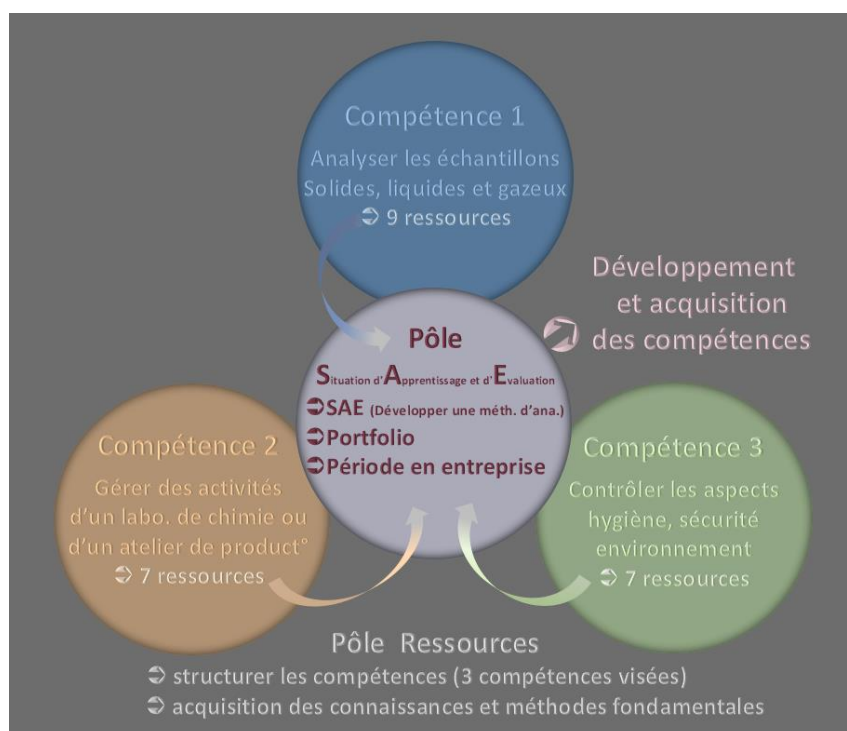 Compétence 1
Analyser les échantillons
Solides, liquides et gazeux
➲ 9 ressources
Développement
et acquisition
des compétences
Pôle
Situation d'Apprentissage et d'Evaluation
➲SAE (Développer une méth. d'ana.)
➲Portfolio
➲Période en entreprise
Compétence 2
Gérer des activités
d'un labo. de chimie ou
d'un atelier de product°
➲ 7 ressources
Compétence 3
Contrôler les aspects
hygiène, sécurité
environnement
➲ 7 ressources
Pôle Ressources
➲ structurer les compétences (3 compétences visées)
➲ acquisition des connaissances et méthodes fondamentales